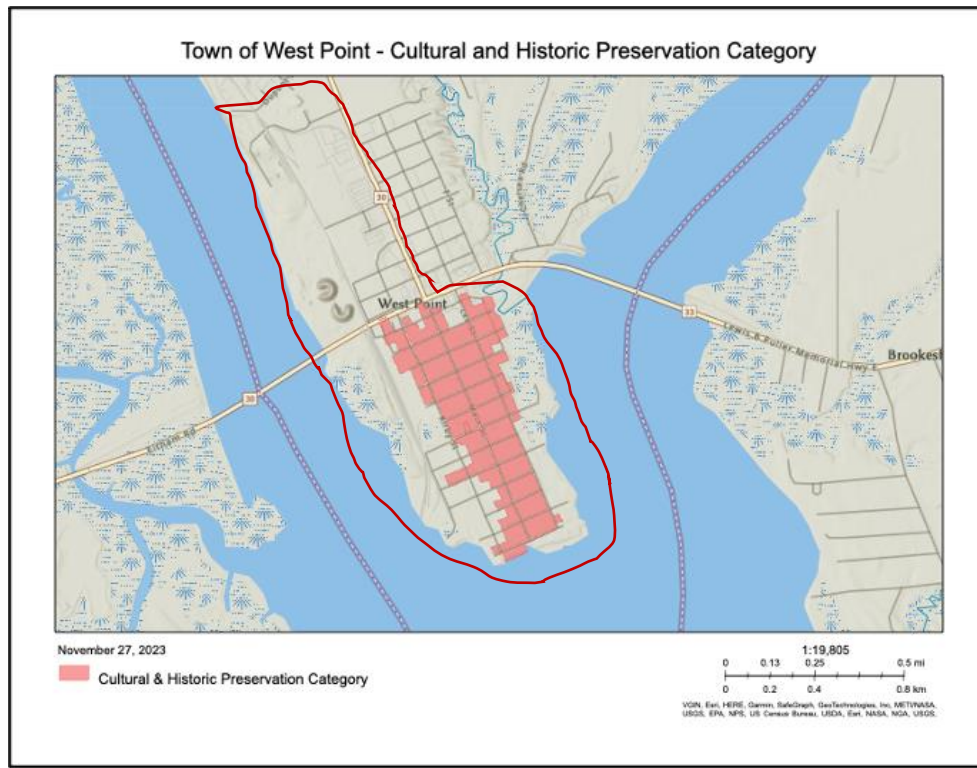 Town of West Point - Cultural and Historic Preservation Category
30
West Point
33
Lewis B Puller Memorial Hwy E
Brookesh
30
Eltham Rd
November 27, 2023
Cultural & Historic Preservation Category
1:19,805
0 0.13 0.25 0.5 mi
0 0.2 0.4 0.8 km
VGIN, Esri, HERE, Garmin, SafeGraph, GeoTechnologies, Inc, METI/NASA,
USGS, EPA, NPS, US Census Bureau, USDA, Esri, NASA, NGA, USGS,